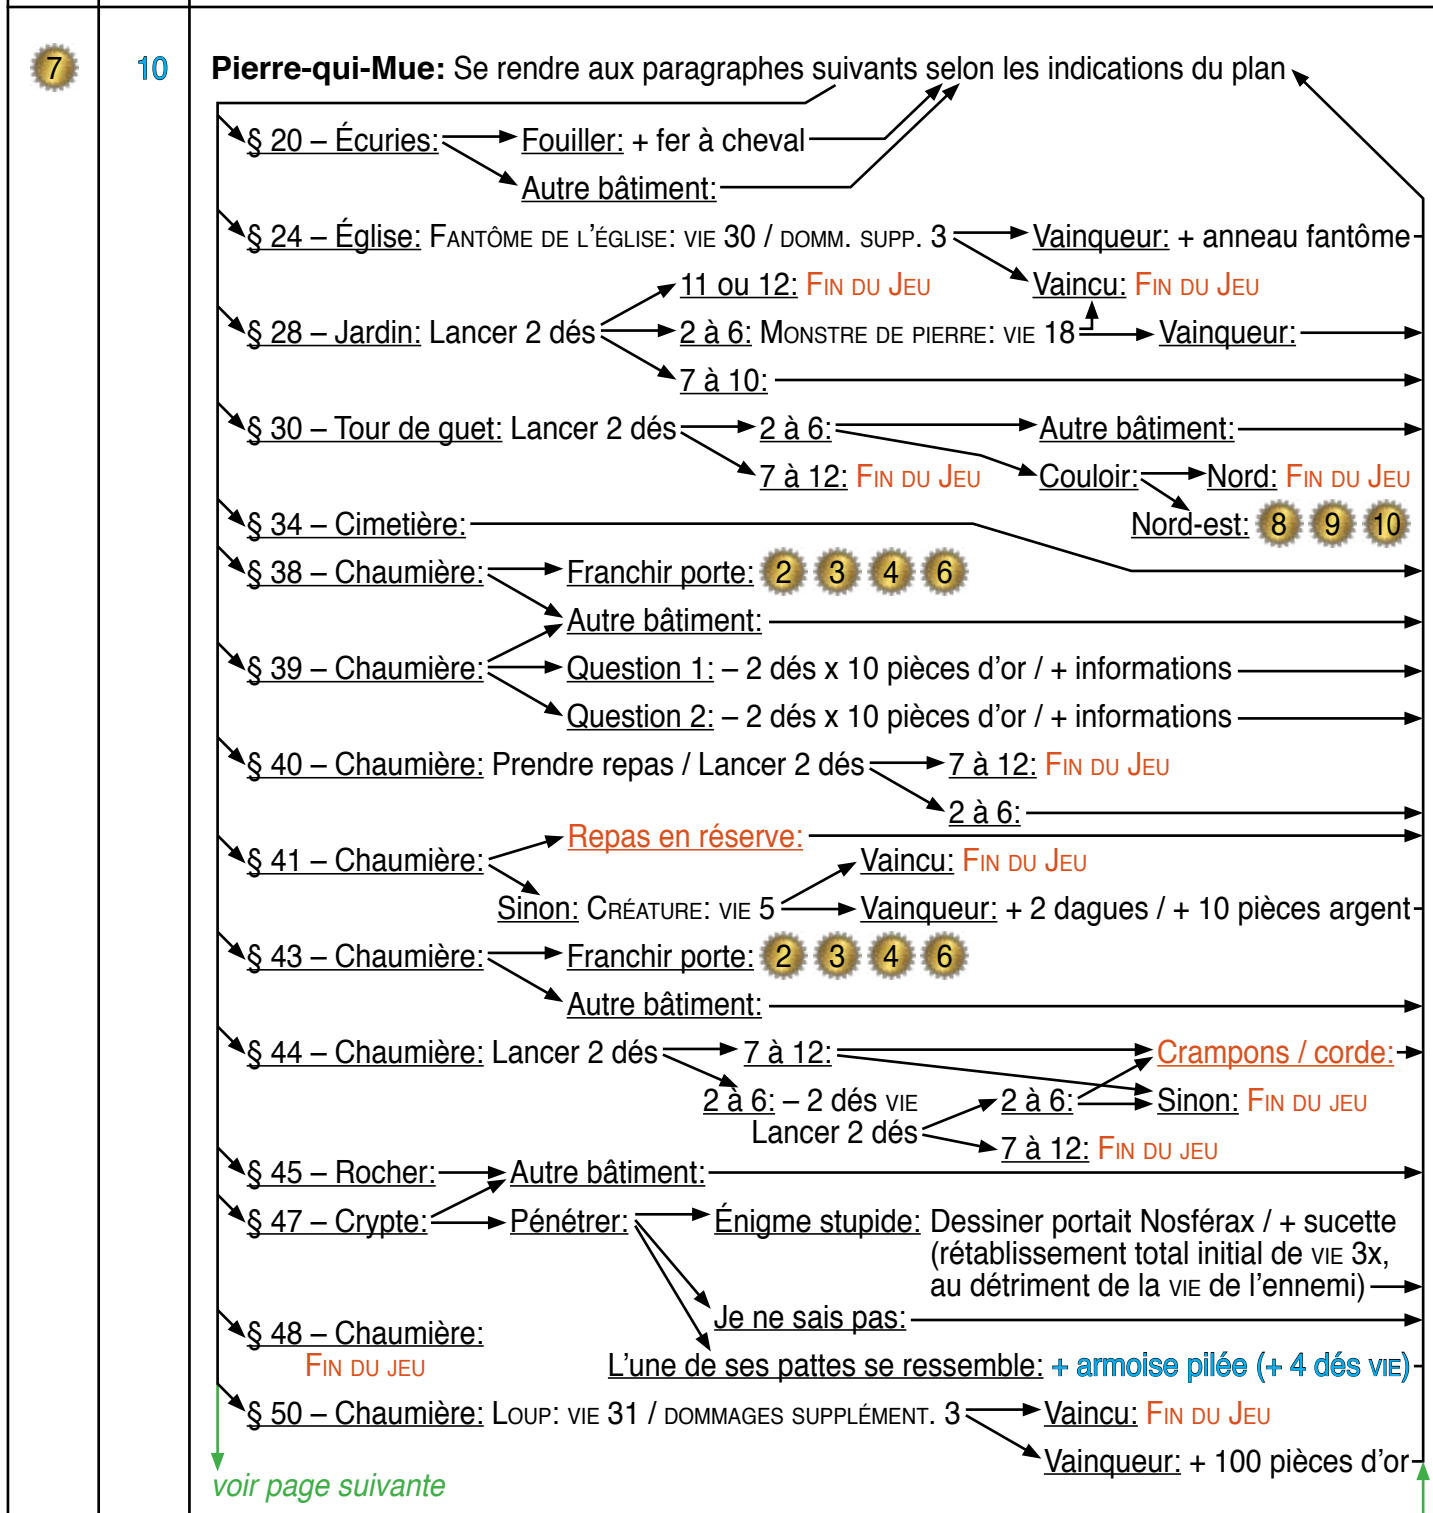 7 10 Pierre-qui-Mue: Se rendre aux paragraphes suivants selon les indications du plan
§ 20 – Écuries: Fouiller: + fer à cheval
Autre bâtiment:
§ 24 – Église: Fantôme de l'église: vie 30 / domm. supp. 3 Vainqueur: + anneau fantôme
11 ou 12: Fin du Jeu Vaincu: Fin du Jeu
§ 28 – Jardin: Lancer 2 dés 2 à 6: Monstre de pierre: vie 18 Vainqueur:
7 à 10:
§ 30 – Tour de guet: Lancer 2 dés 2 à 6: Autre bâtiment:
7 à 12: Fin du Jeu Couloir: Nord: Fin du Jeu
§ 34 – Cimetière: Nord-est: 8 9 10
§ 38 – Chaumière: Franchir porte: 2 3 4 6
Autre bâtiment:
§ 39 – Chaumière: Question 1: – 2 dés x 10 pièces d'or / + informations
Question 2: – 2 dés x 10 pièces d'or / + informations
§ 40 – Chaumière: Prendre repas / Lancer 2 dés 7 à 12: Fin du Jeu
2 à 6:
Repas en réserve:
§ 41 – Chaumière: Vaincu: Fin du Jeu
Sinon: Créature: vie 5 Vainqueur: + 2 dagues / + 10 pièces argent
§ 43 – Chaumière: Franchir porte: 2 3 4 6
Autre bâtiment:
§ 44 – Chaumière: Lancer 2 dés 7 à 12: Crampons / corde:
2 à 6: – 2 dés vie 2 à 6: Sinon: Fin du jeu
Lancer 2 dés 7 à 12: Fin du jeu
§ 45 – Rocher: Autre bâtiment:
§ 47 – Crypte: Pénétrer: Énigme stupide: Dessiner portait Nosférax / + sucette
(rétablissement total initial de vie 3x,
au détriment de la vie de l'ennemi)
Je ne sais pas:
§ 48 – Chaumière:
Fin du jeu L'une de ses pattes se ressemble: + armoise pilée (+ 4 dés vie)
§ 50 – Chaumière: Loup: vie 31 / dommages supplément. 3 Vaincu: Fin du Jeu
Vainqueur: + 100 pièces d'or
voir page suivante